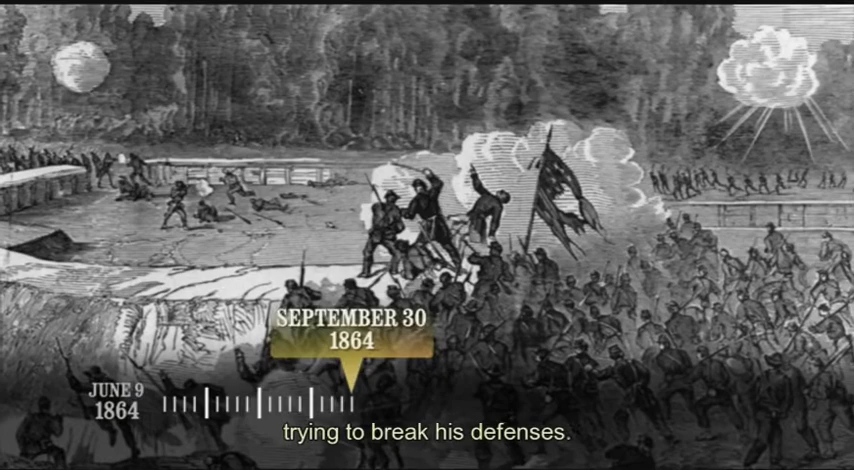 SEPTEMBER 30
1864
JUNE 9
1864
trying to break his defenses.